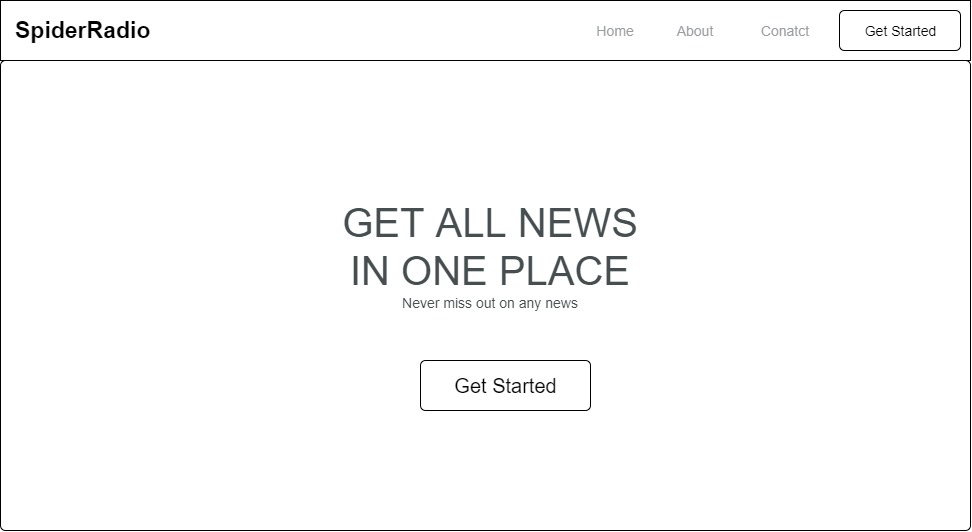 SpiderRadio
Home
About
Conatct
Get Started
GET ALL NEWS
IN ONE PLACE
Never miss out on any news
Get Started